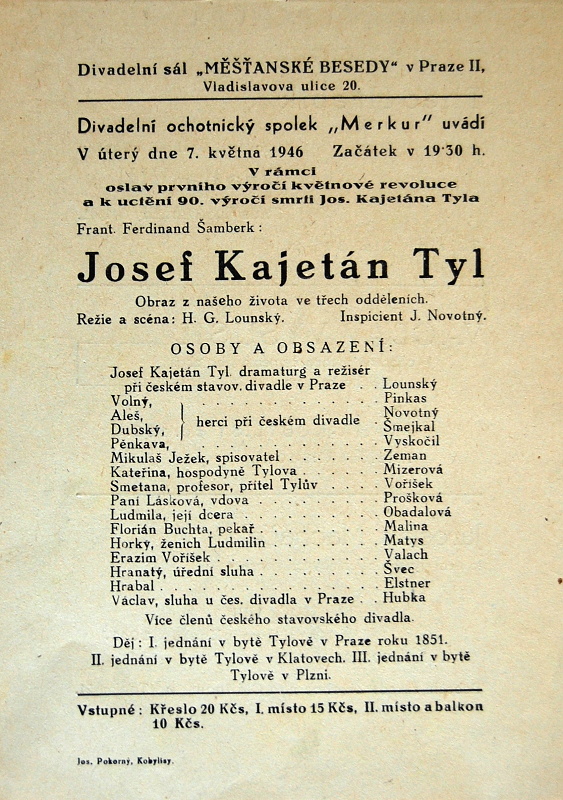 Divadelní sál „MĚŠŤANSKÉ BESEDY“ v Praze II,
Vladislavova ulice 20.
Divadelní ochotnický spolek „Merkur“ uvádí
V úterý dne 7. května 1946 Začátek v 19·30 h.
V rámci
oslav prvního výročí květnové revoluce
a k uctění 90. výročí smrti Jos. Kajetána Tyla
Frant. Ferdinand Šamberk :
Josef Kajetán Tyl
Obraz z našeho života ve třech odděleních.
Režie a scéna: H. G. Lounský. Inspicient J. Novotný.
OSOBY A OBSAZENÍ:
Josef Kajetán Tyl dramaturg a režisér
při českém stavov. divadle v Praze . . Lounský
Volný, Pinkas
Aleš, Novotný
herci při českém divadle .
Dubský, Šmejkal
Pěnkava, . . . . . . . . . . . Vyskočil
Mikuláš Ježek, spisovatel . . . . . . Zeman
Kateřina, hospodyně Tylova . . . . . Mizerová
Smetana, profesor, přítel Tylův . . . . Voříšek
Paní Lásková, vdova . . . . . . . . Prošková
Ludmila, její dcera . . . . . . . . . Obadalová
Florián Buchta, pekař . . . . . . . . Malina
Horký, ženich Ludmilin . . . . . . . Matys
Erazim Voříšek . . . . . . . . . . Valach
Hranatý, úřední sluha . . . . . . . . Švec
Hrabal . . . . . . . . . . . . . . Elstner
Václav, sluha u čes. divadla v Praze . . Hubka
Více členů českého stavovského divadla.
Děj : I. jednání v bytě Tylově v Praze roku 1851.
II. jednání v bytě Tylově v Klatovech. III. jednání v bytě
Tylově v Plzni.
Vstupné : Křeslo 20 Kčs, I. místo 15 Kčs, II. místo a balkon
10 Kčs.
Jos. Pokorný, Kobylisy.